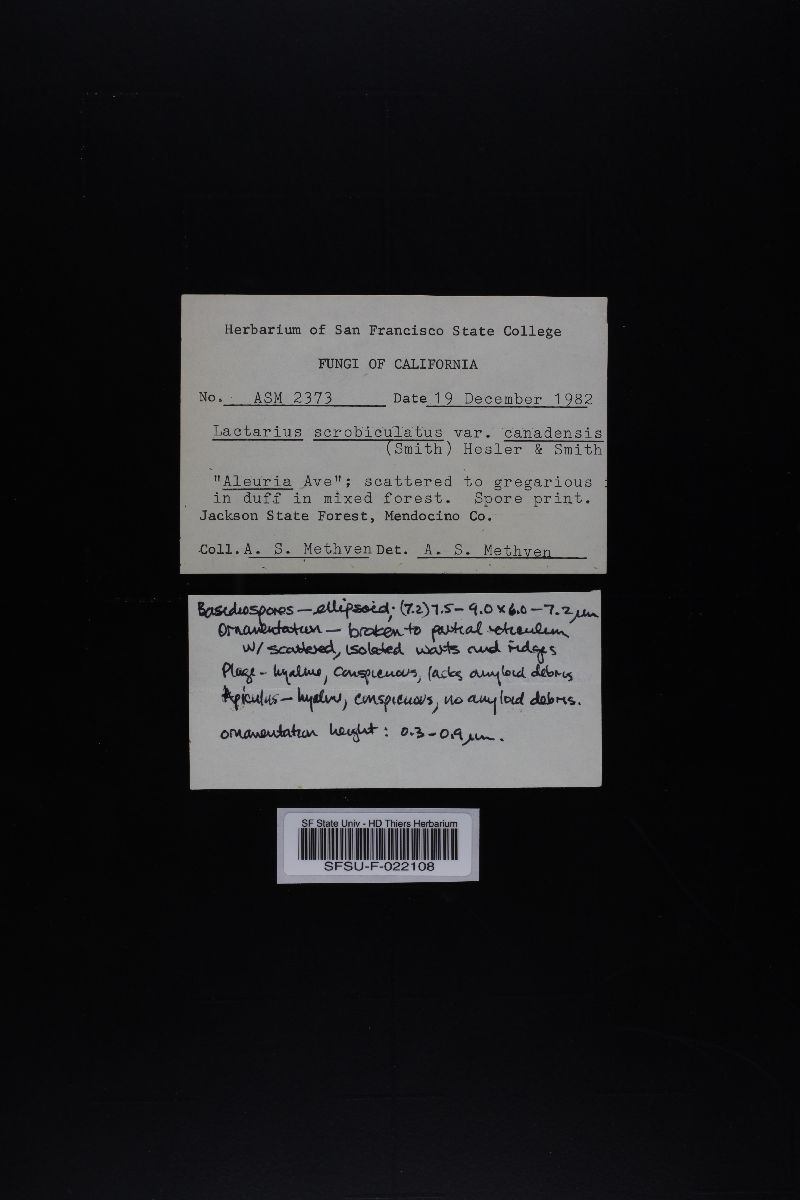 Herbarium of San Francisco State College
FUNGI OF CALIFORNIA
No. ASM 2373 Date 19 December 1982
Lactarius scrobiculatus var. canadensis
(Smith) Hesler & Smith
"Aleuria Ave"; scattered to gregarious
in duff in mixed forest. Spore print.
Jackson State Forest, Mendocino Co.
Coll. A. S. Methven Det. A. S. Methven
Basidiospores - ellipsoid; (7.2) 7.5 - 9.0 x 6.0 - 7.2 µm
Ornamentation - broken to partial reticulum
w/ scattered, isolated warts and ridges
Plage - hyaline, conspicuous, lacks amyloid debris
Apiculus - hyaline, conspicuous, no amyloid debris.
ornamentation height: 0.3 - 0.9 µm.
SF State Univ - HD Thiers Herbarium
SFSU-F-022108